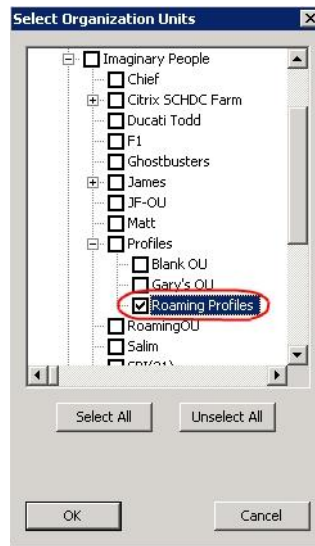 Select Organization Units
Imaginary People
Chief
Citrix SCHDC Farm
Ducati Todd
F1
Ghostbusters
James
JF-OU
Matt
Profiles
Blank OU
Gary's OU
Roaming Profiles
RoamingOU
Salim
Select All
Unselect All
OK
Cancel